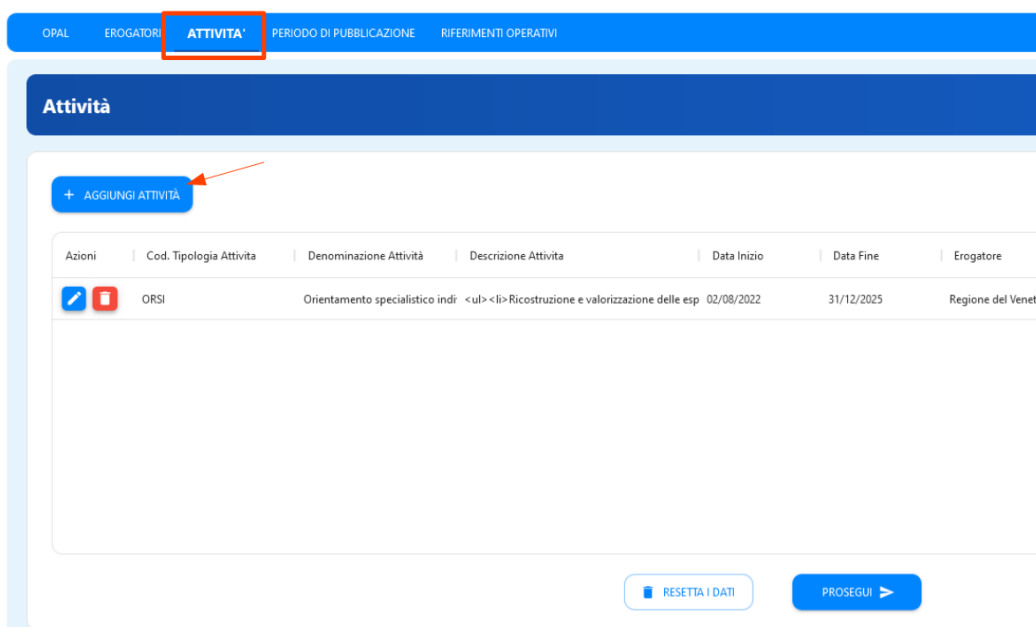 OPAL EROGATORI ATTIVITA' PERIODO DI PUBBLICAZIONE RIFERIMENTI OPERATIVI
Attività
+ AGGIUNGI ATTIVITÀ
Azioni Cod. Tipologia Attivita Denominazione Attività Descrizione Attivita Data Inizio Data Fine Erogatore
ORSI Orientamento specialistico indi <ul><li>Ricostruzione e valorizzazione delle esp 02/08/2022 31/12/2025 Regione del Venet
RESETTA I DATI PROSEGUI